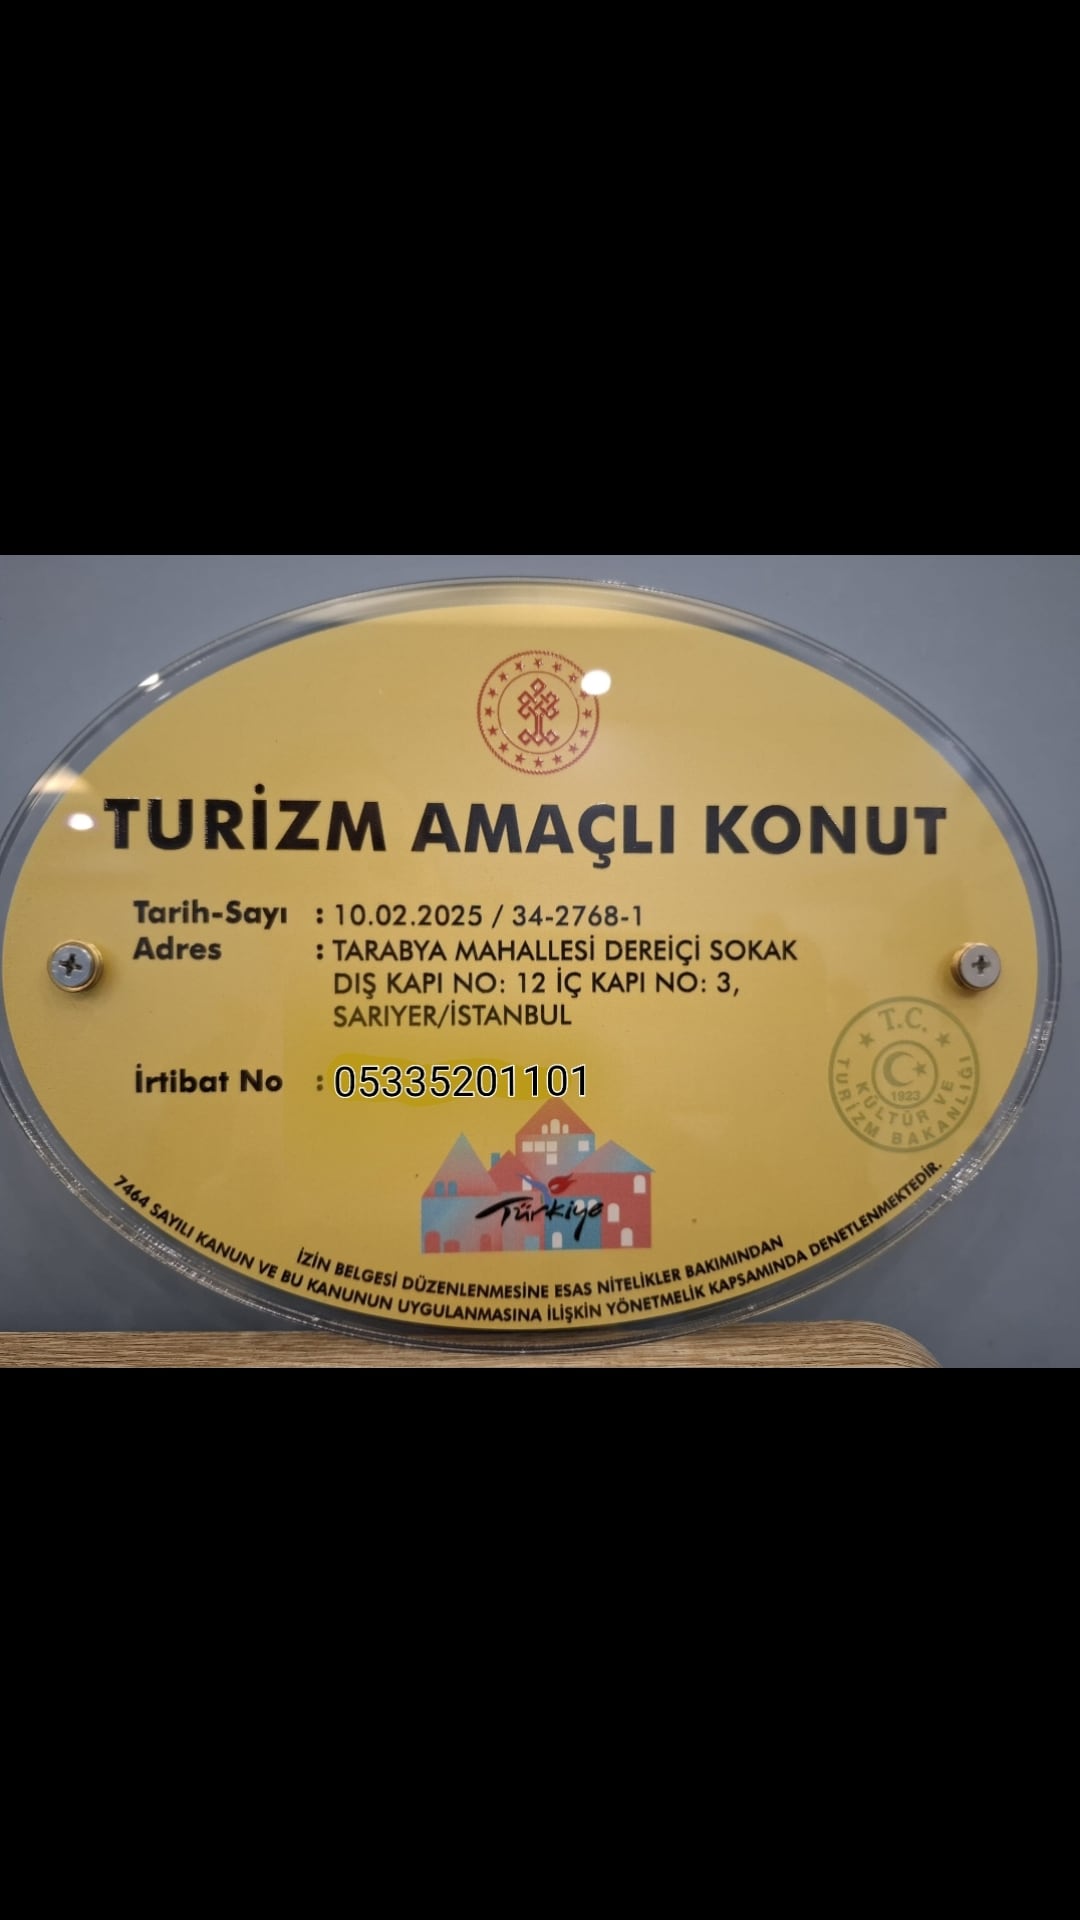 TURİZM AMAÇLI KONUT
Tarih-Sayı : 10.02.2025 / 34-2768-1
Adres : TARABYA MAHALLESİ DEREİÇİ SOKAK
DIŞ KAPI NO: 12 İÇ KAPI NO: 3,
SARIYER/İSTANBUL
İrtibat No : 05335201101
T.C.
KÜLTÜR VE
TURİZM BAKANLIĞI
1923
Türkiye
İZİN BELGESİ DÜZENLENMESİNE ESAS NİTELİKLER BAKIMINDAN
7464 SAYILI KANUN VE BU KANUNUN UYGULANMASINA İLİŞKİN YÖNETMELİK KAPSAMINDA DENETLENMEKTEDİR.